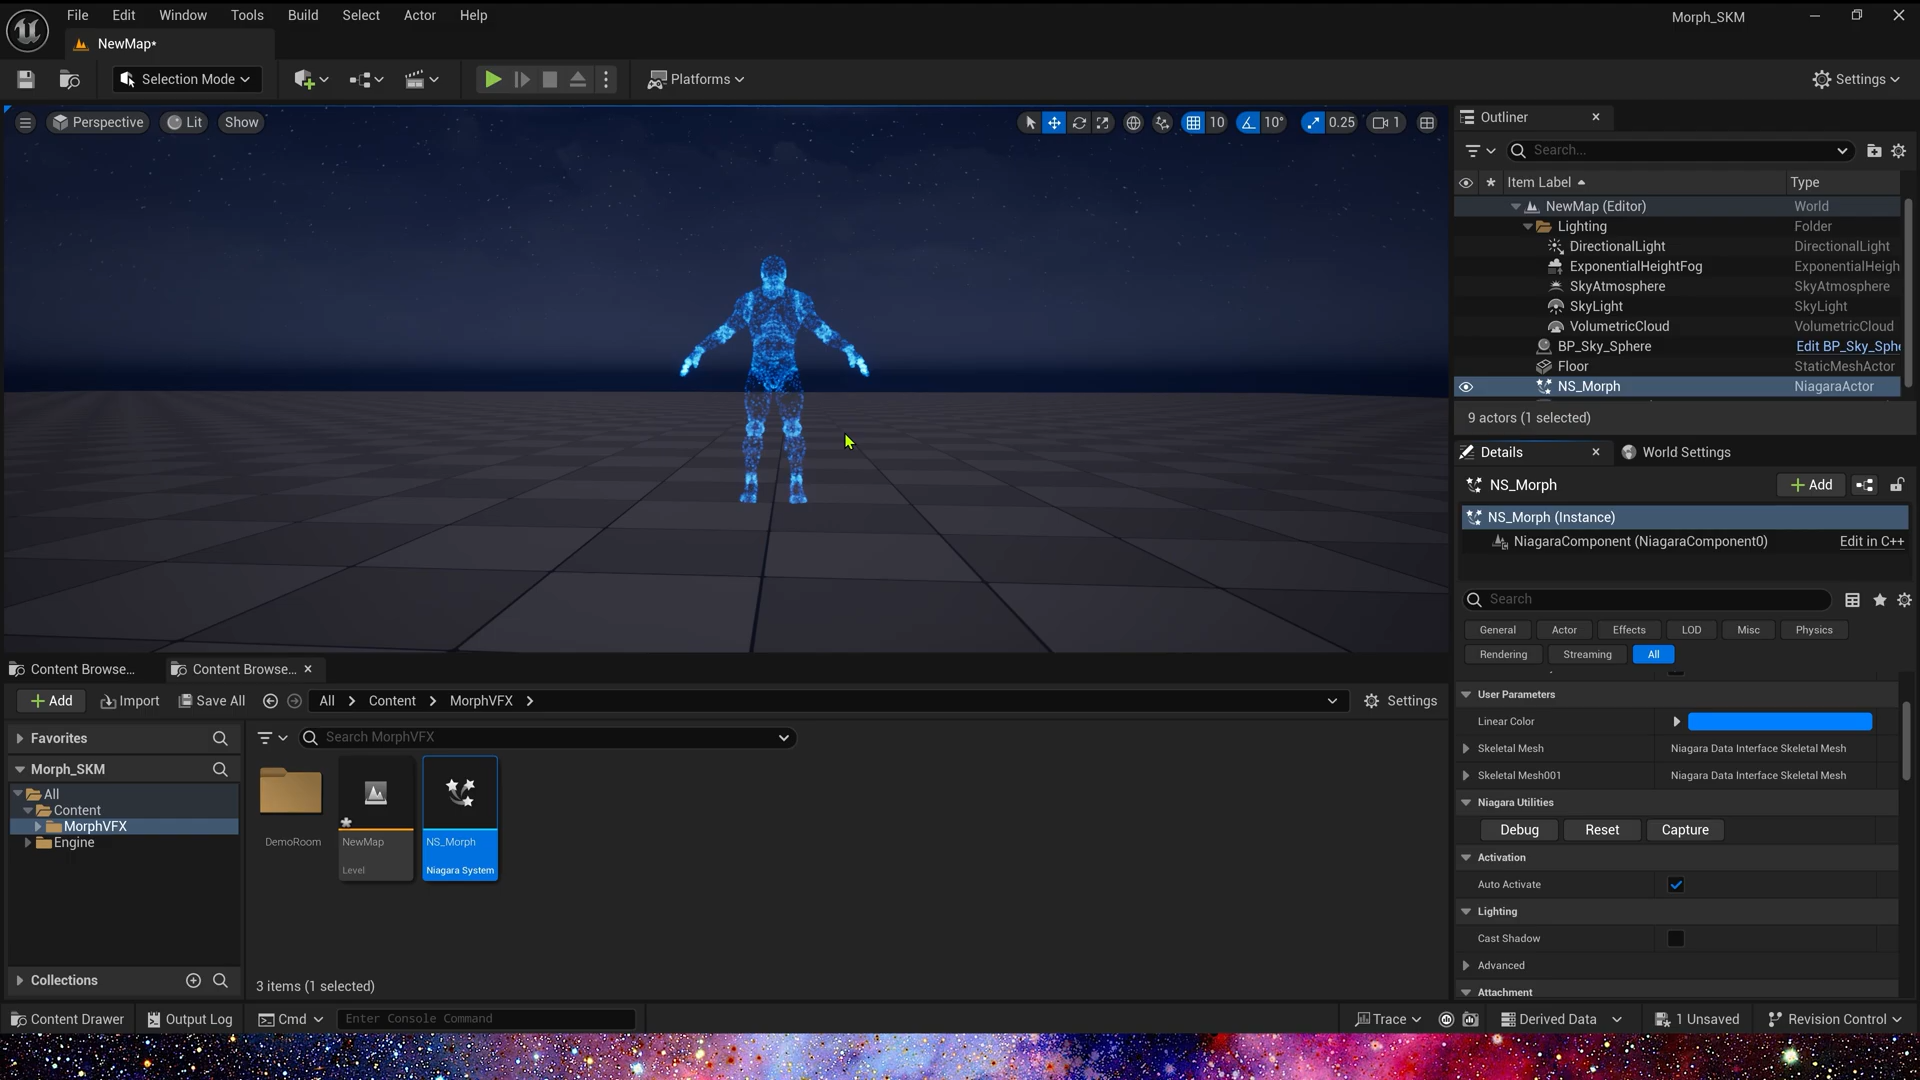 File Edit Window Tools Build Select Actor Help
Morph_SKM
NewMap*
Selection Mode
Platforms
Settings
Perspective Lit Show
10 10° 0.25 1
Outliner
Search...
Item Label Type
NewMap (Editor) World
Lighting Folder
DirectionalLight DirectionalLight
ExponentialHeightFog ExponentialHeigh
SkyAtmosphere SkyAtmosphere
SkyLight SkyLight
VolumetricCloud VolumetricCloud
BP_Sky_Sphere Edit BP_Sky_Sphe
Floor StaticMeshActor
NS_Morph NiagaraActor
9 actors (1 selected)
Details World Settings
NS_Morph
Add
NS_Morph (Instance)
NiagaraComponent (NiagaraComponent0) Edit in C++
Search
General Actor Effects LOD Misc Physics
Rendering Streaming All
User Parameters
Linear Color
Skeletal Mesh Niagara Data Interface Skeletal Mesh
Skeletal Mesh001 Niagara Data Interface Skeletal Mesh
Niagara Utilities
Debug Reset Capture
Activation
Auto Activate
Lighting
Cast Shadow
Advanced
Attachment
Content Browse... Content Browse...
Add Import Save All All Content MorphVFX Settings
Favorites
Search MorphVFX
Morph_SKM
All
Content
MorphVFX
Engine
DemoRoom
NewMap
Level
NS_Morph
Niagara System
Collections
3 items (1 selected)
Content Drawer Output Log Cmd Enter Console Command Trace Derived Data 1 Unsaved Revision Control